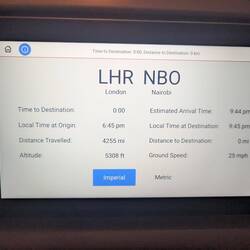 Time to Destination: 0:00 Distance to Destination: 0 km
LHR NBO
London Nairobi
Time to Destination: 0:00 Estimated Arrival Time: 9:44 pm
Local Time at Origin: 6:45 pm Local Time at Destination: 9:45 pm
Distance Travelled: 4255 mi Distance to Destination: 0 mi
Altitude: 5308 ft Ground Speed: 25 mph
Imperial Metric